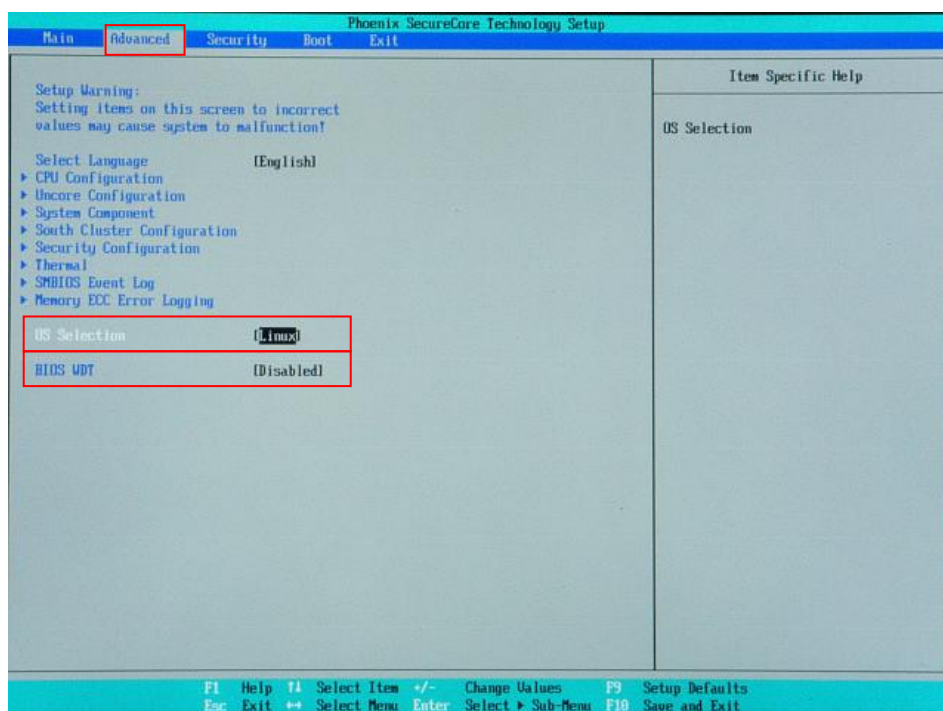 Phoenix SecureCore Technology Setup
Main Advanced Security Boot Exit
Item Specific Help
Setup Warning:
Setting items on this screen to incorrect
values may cause system to malfunction!
OS Selection
Select Language [English]
▶ CPU Configuration
▶ Uncore Configuration
▶ System Component
▶ South Cluster Configuration
▶ Security Configuration
▶ Thermal
▶ SMBIOS Event Log
▶ Memory ECC Error Logging
OS Selection [Linux]
BIOS WDT [Disabled]
F1 Help ↑↓ Select Item +/- Change Values F9 Setup Defaults
Esc Exit ↔ Select Menu Enter Select ▶ Sub-Menu F10 Save and Exit